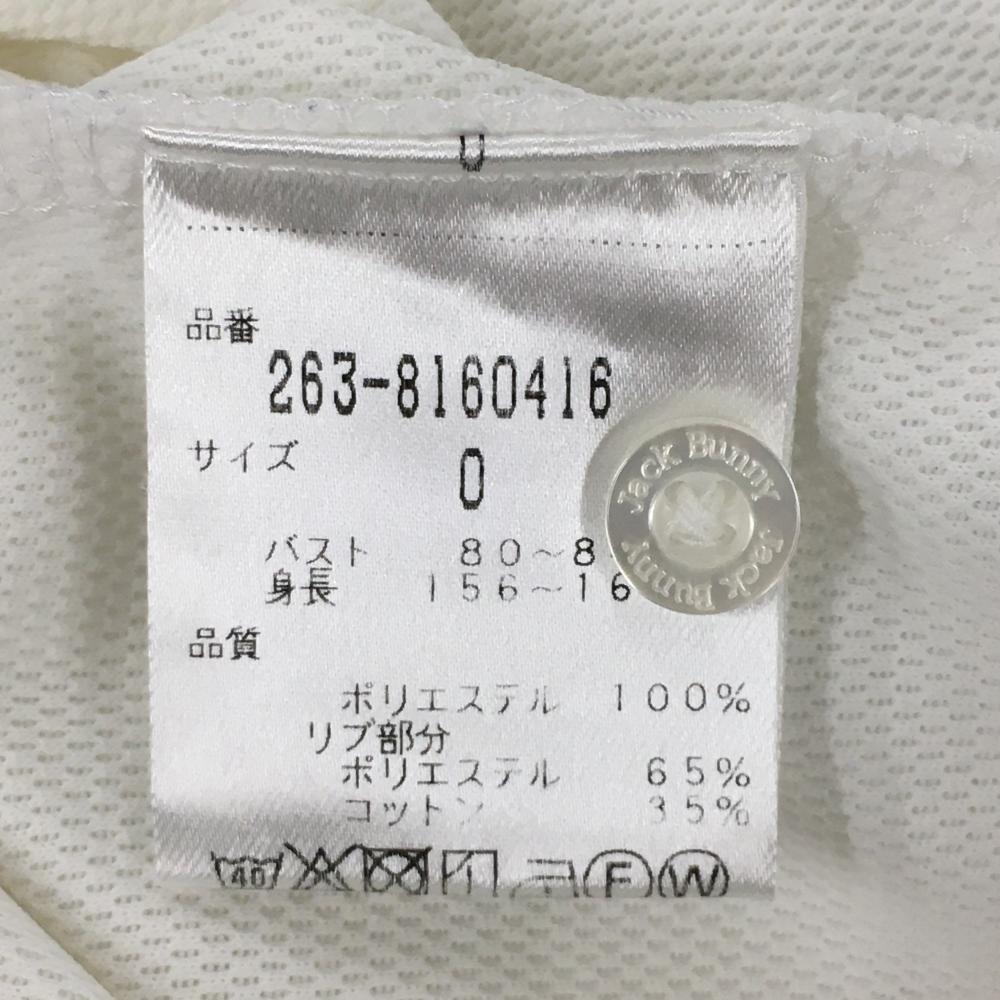 0
品番
263-8160416
サイズ
0
バスト 80~8
身長 156~16
品質
ポリエステル 100%
リブ部分
ポリエステル 65%
コットン 35%
40 F W
Jack Bunny Jack Bunny